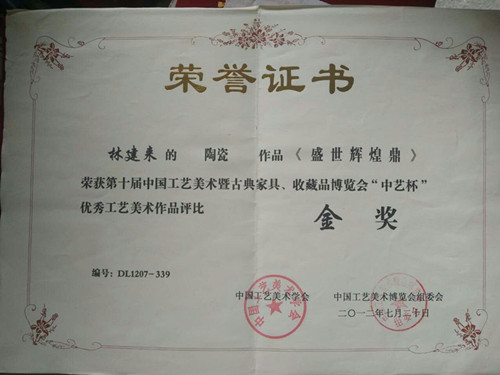 荣誉证书
林建来的 陶瓷 作品《盛世辉煌鼎》
荣获第十届中国工艺美术暨古典家具、收藏品博览会“中艺杯”
优秀工艺美术作品评比 金奖
编号：DL1207-339
中国工艺美术学会 中国工艺美术博览会组委会
二〇一二年七月二十日